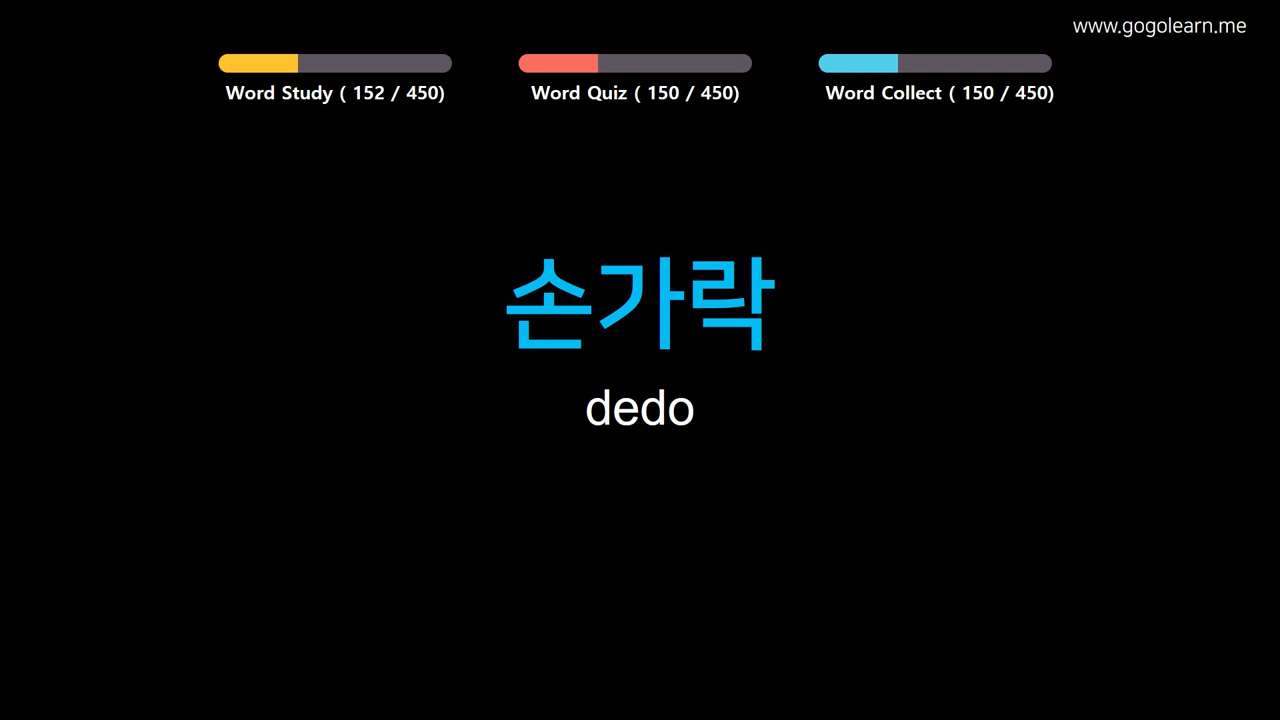 www.gogolearn.me
Word Study ( 152 / 450)
Word Quiz ( 150 / 450)
Word Collect ( 150 / 450)
손가락
dedo